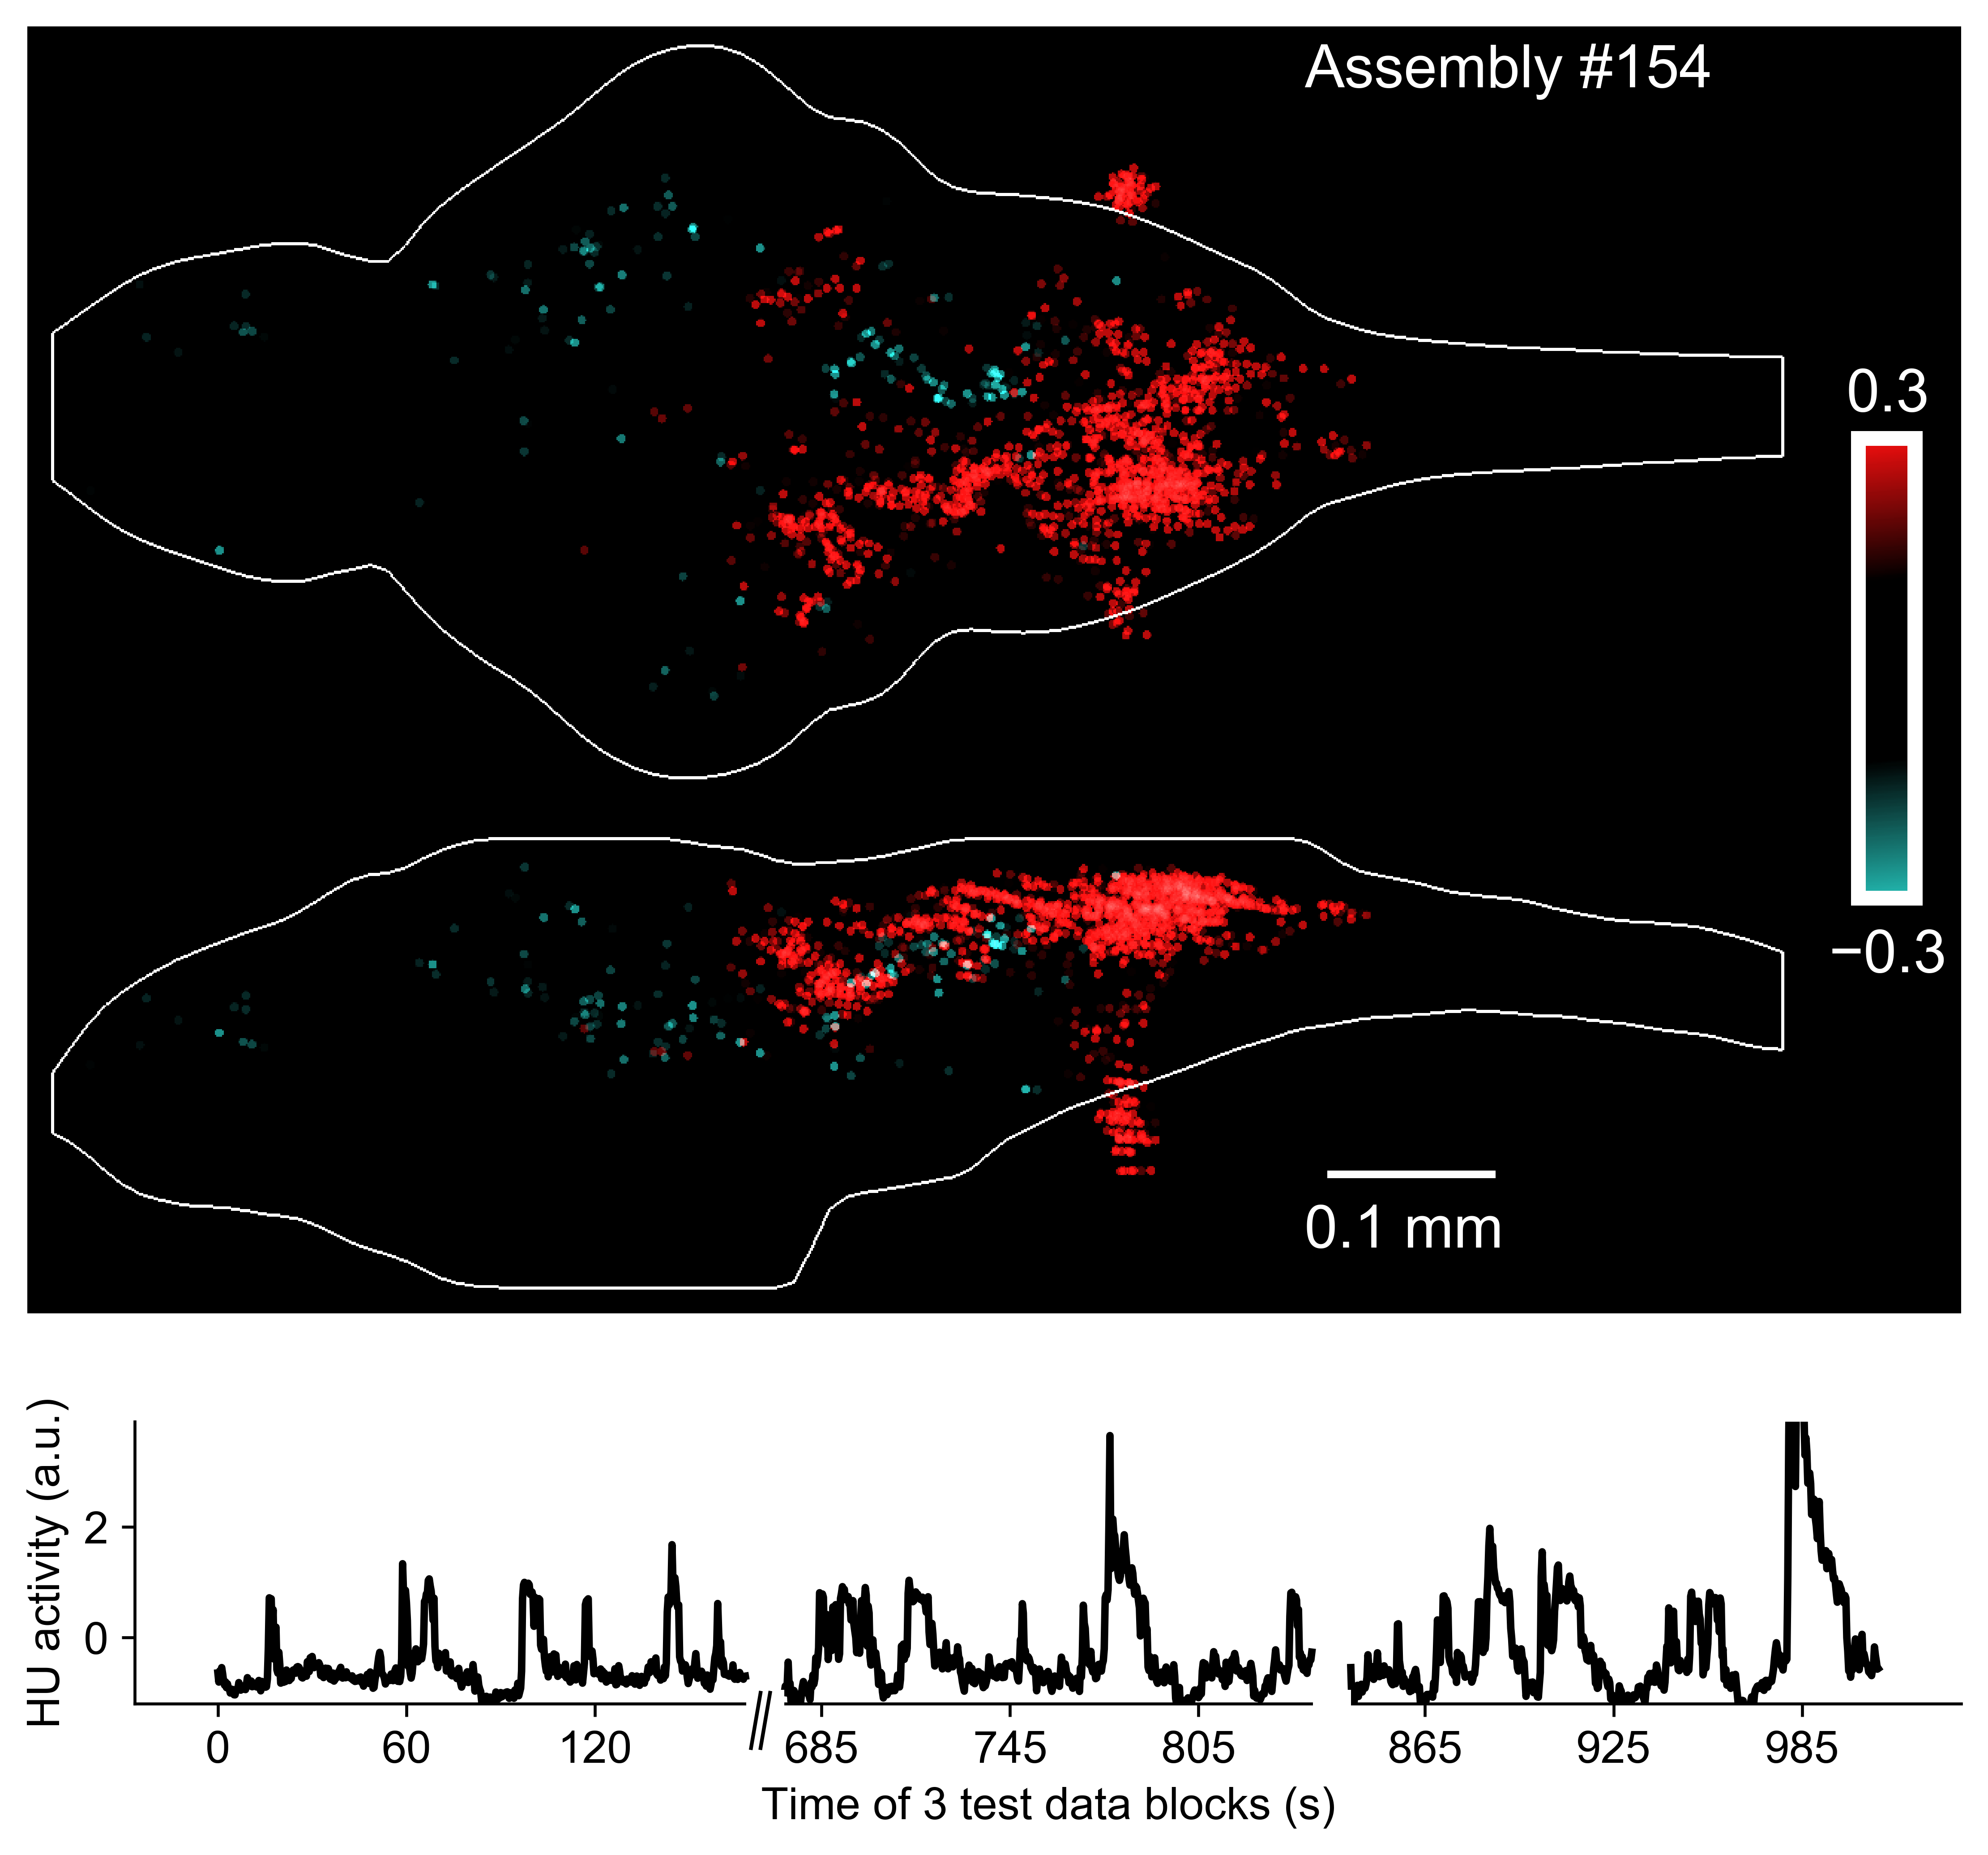 Assembly #154
0.3
−0.3
0.1 mm
HU activity (a.u.)
2
0
0 60 120 685 745 805 865 925 985
Time of 3 test data blocks (s)